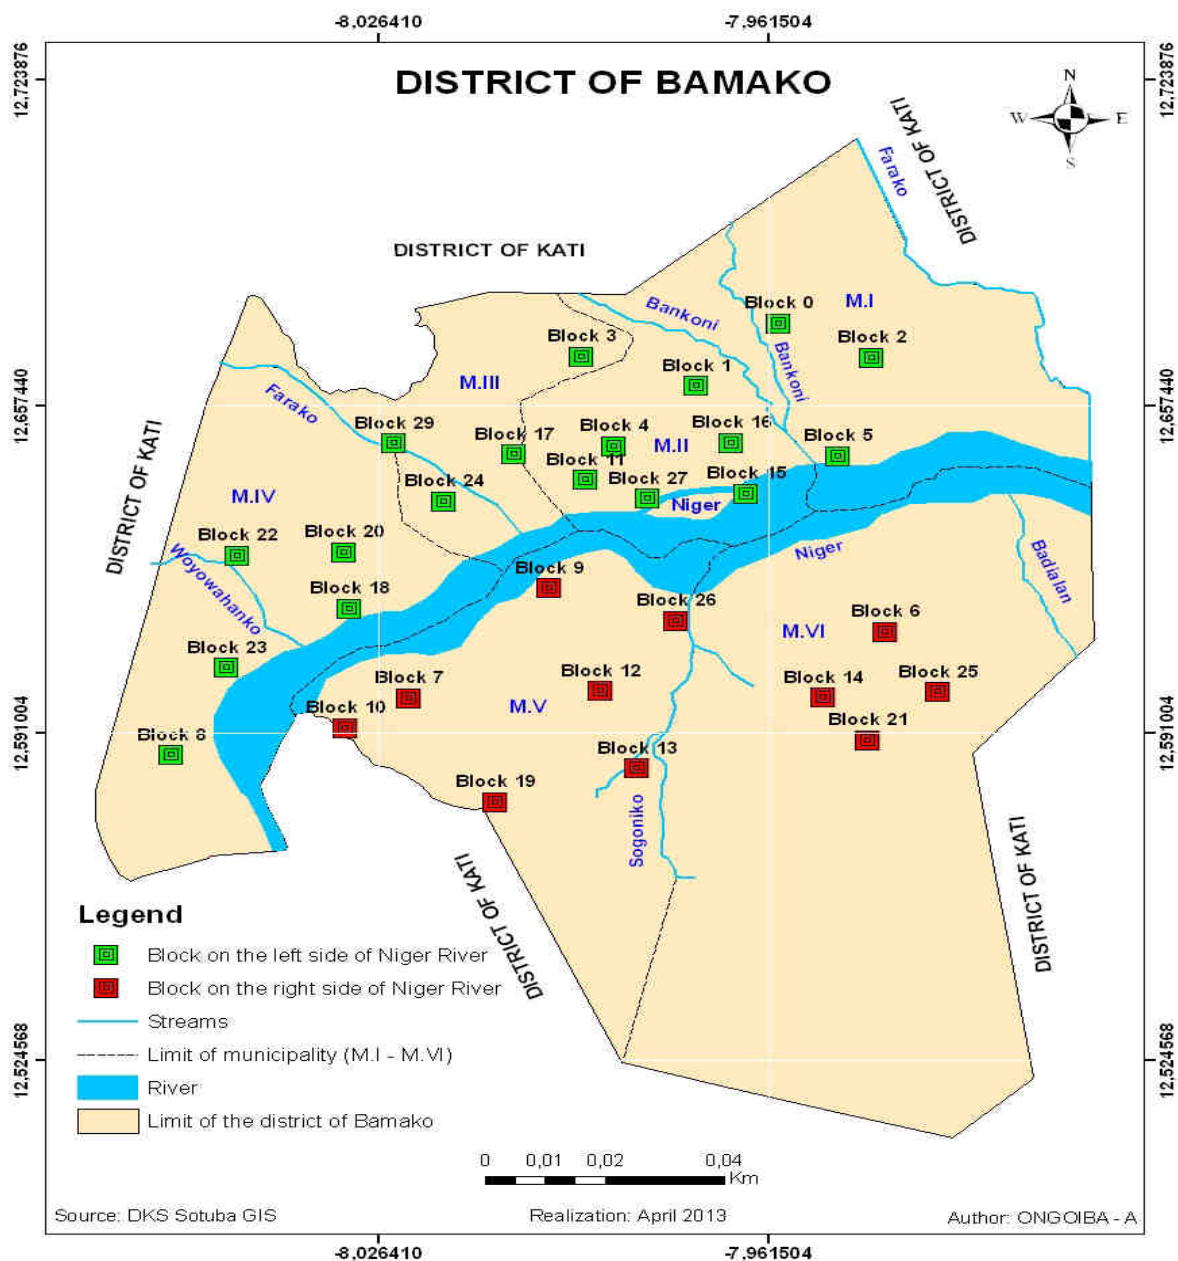 -8,026410
-7,961504
12.723876
12.723876
DISTRICT OF BAMAKO
N
W
E
S
DISTRICT OF KATI
Farako
DISTRICT OF KATI
Bankoni
Block 0
M.I
Block 3
Block 2
Bankoni
Block 1
M.III
12.657440
12.657440
Farako
Block 29
Block 17
Block 4
M.II
Block 16
Block 5
Block 11
Block 24
Block 27
Block 15
Niger
DISTRICT OF KATI
M.IV
Block 22
Block 20
Niger
Badialan
Woyowahanko
Block 9
Block 18
Block 26
Block 6
M.VI
Block 23
Block 12
Block 25
Block 7
Block 14
Block 10
M.V
Block 21
12.591004
12.591004
Block 8
Block 13
Block 19
Sogoniko
DISTRICT OF KATI
DISTRICT OF KATI
Legend
Block on the left side of Niger River
Block on the right side of Niger River
Streams
Limit of municipality (M.I - M.VI)
River
Limit of the district of Bamako
12.524568
12.524568
0 0,01 0,02 0,04
Km
Source: DKS Sotuba GIS
Realization: April 2013
Author: ONGOIBA - A
-8,026410
-7,961504